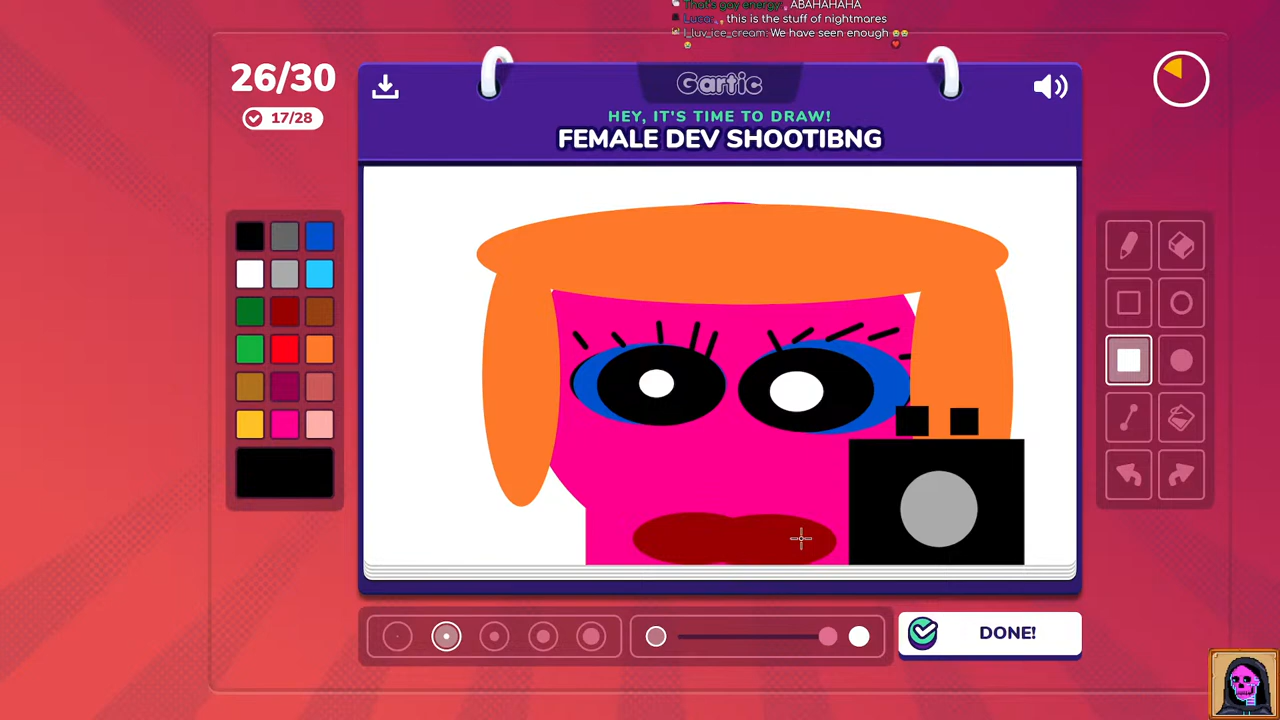 That's gay energy: , ABAHAHAHA
Lusor , this is the stuff of nightmares
I_luv_ice_cream: We have seen enough
26/30
17/28
Gartic
HEY, IT'S TIME TO DRAW!
FEMALE DEV SHOOTIBNG
DONE!